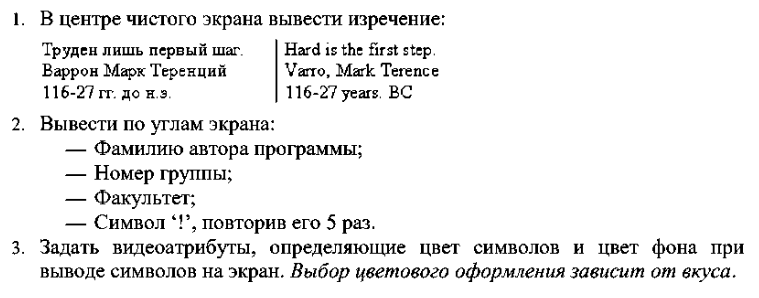 1. В центре чистого экрана вывести изречение:
Труден лишь первый шаг.
Варрон Марк Теренций
116-27 гг. до н.э.
Hard is the first step.
Varro, Mark Terence
116-27 years. BC
2. Вывести по углам экрана:
— Фамилию автора программы;
— Номер группы;
— Факультет;
— Символ ‘!’, повторив его 5 раз.
3. Задать видеоатрибуты, определяющие цвет символов и цвет фона при
выводе символов на экран. Выбор цветового оформления зависит от вкуса.